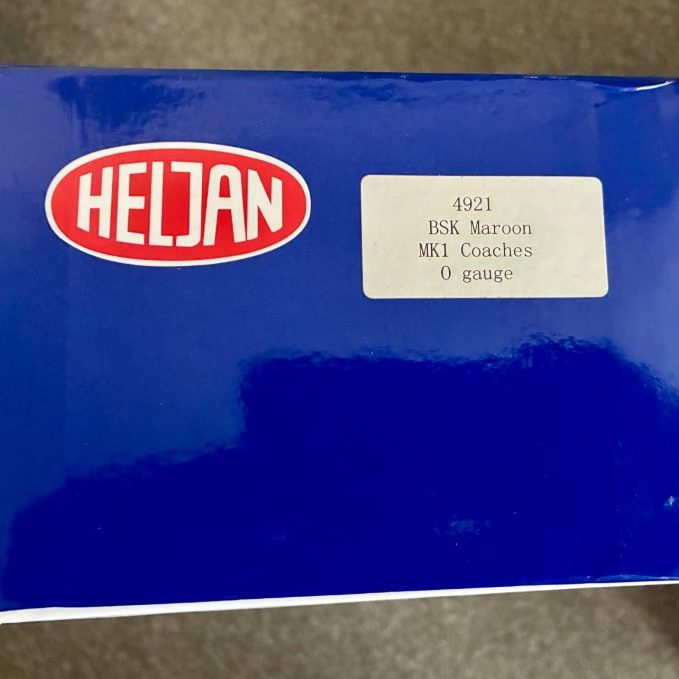 HELJAN
4921
BSK Maroon
MK1 Coaches
O gauge